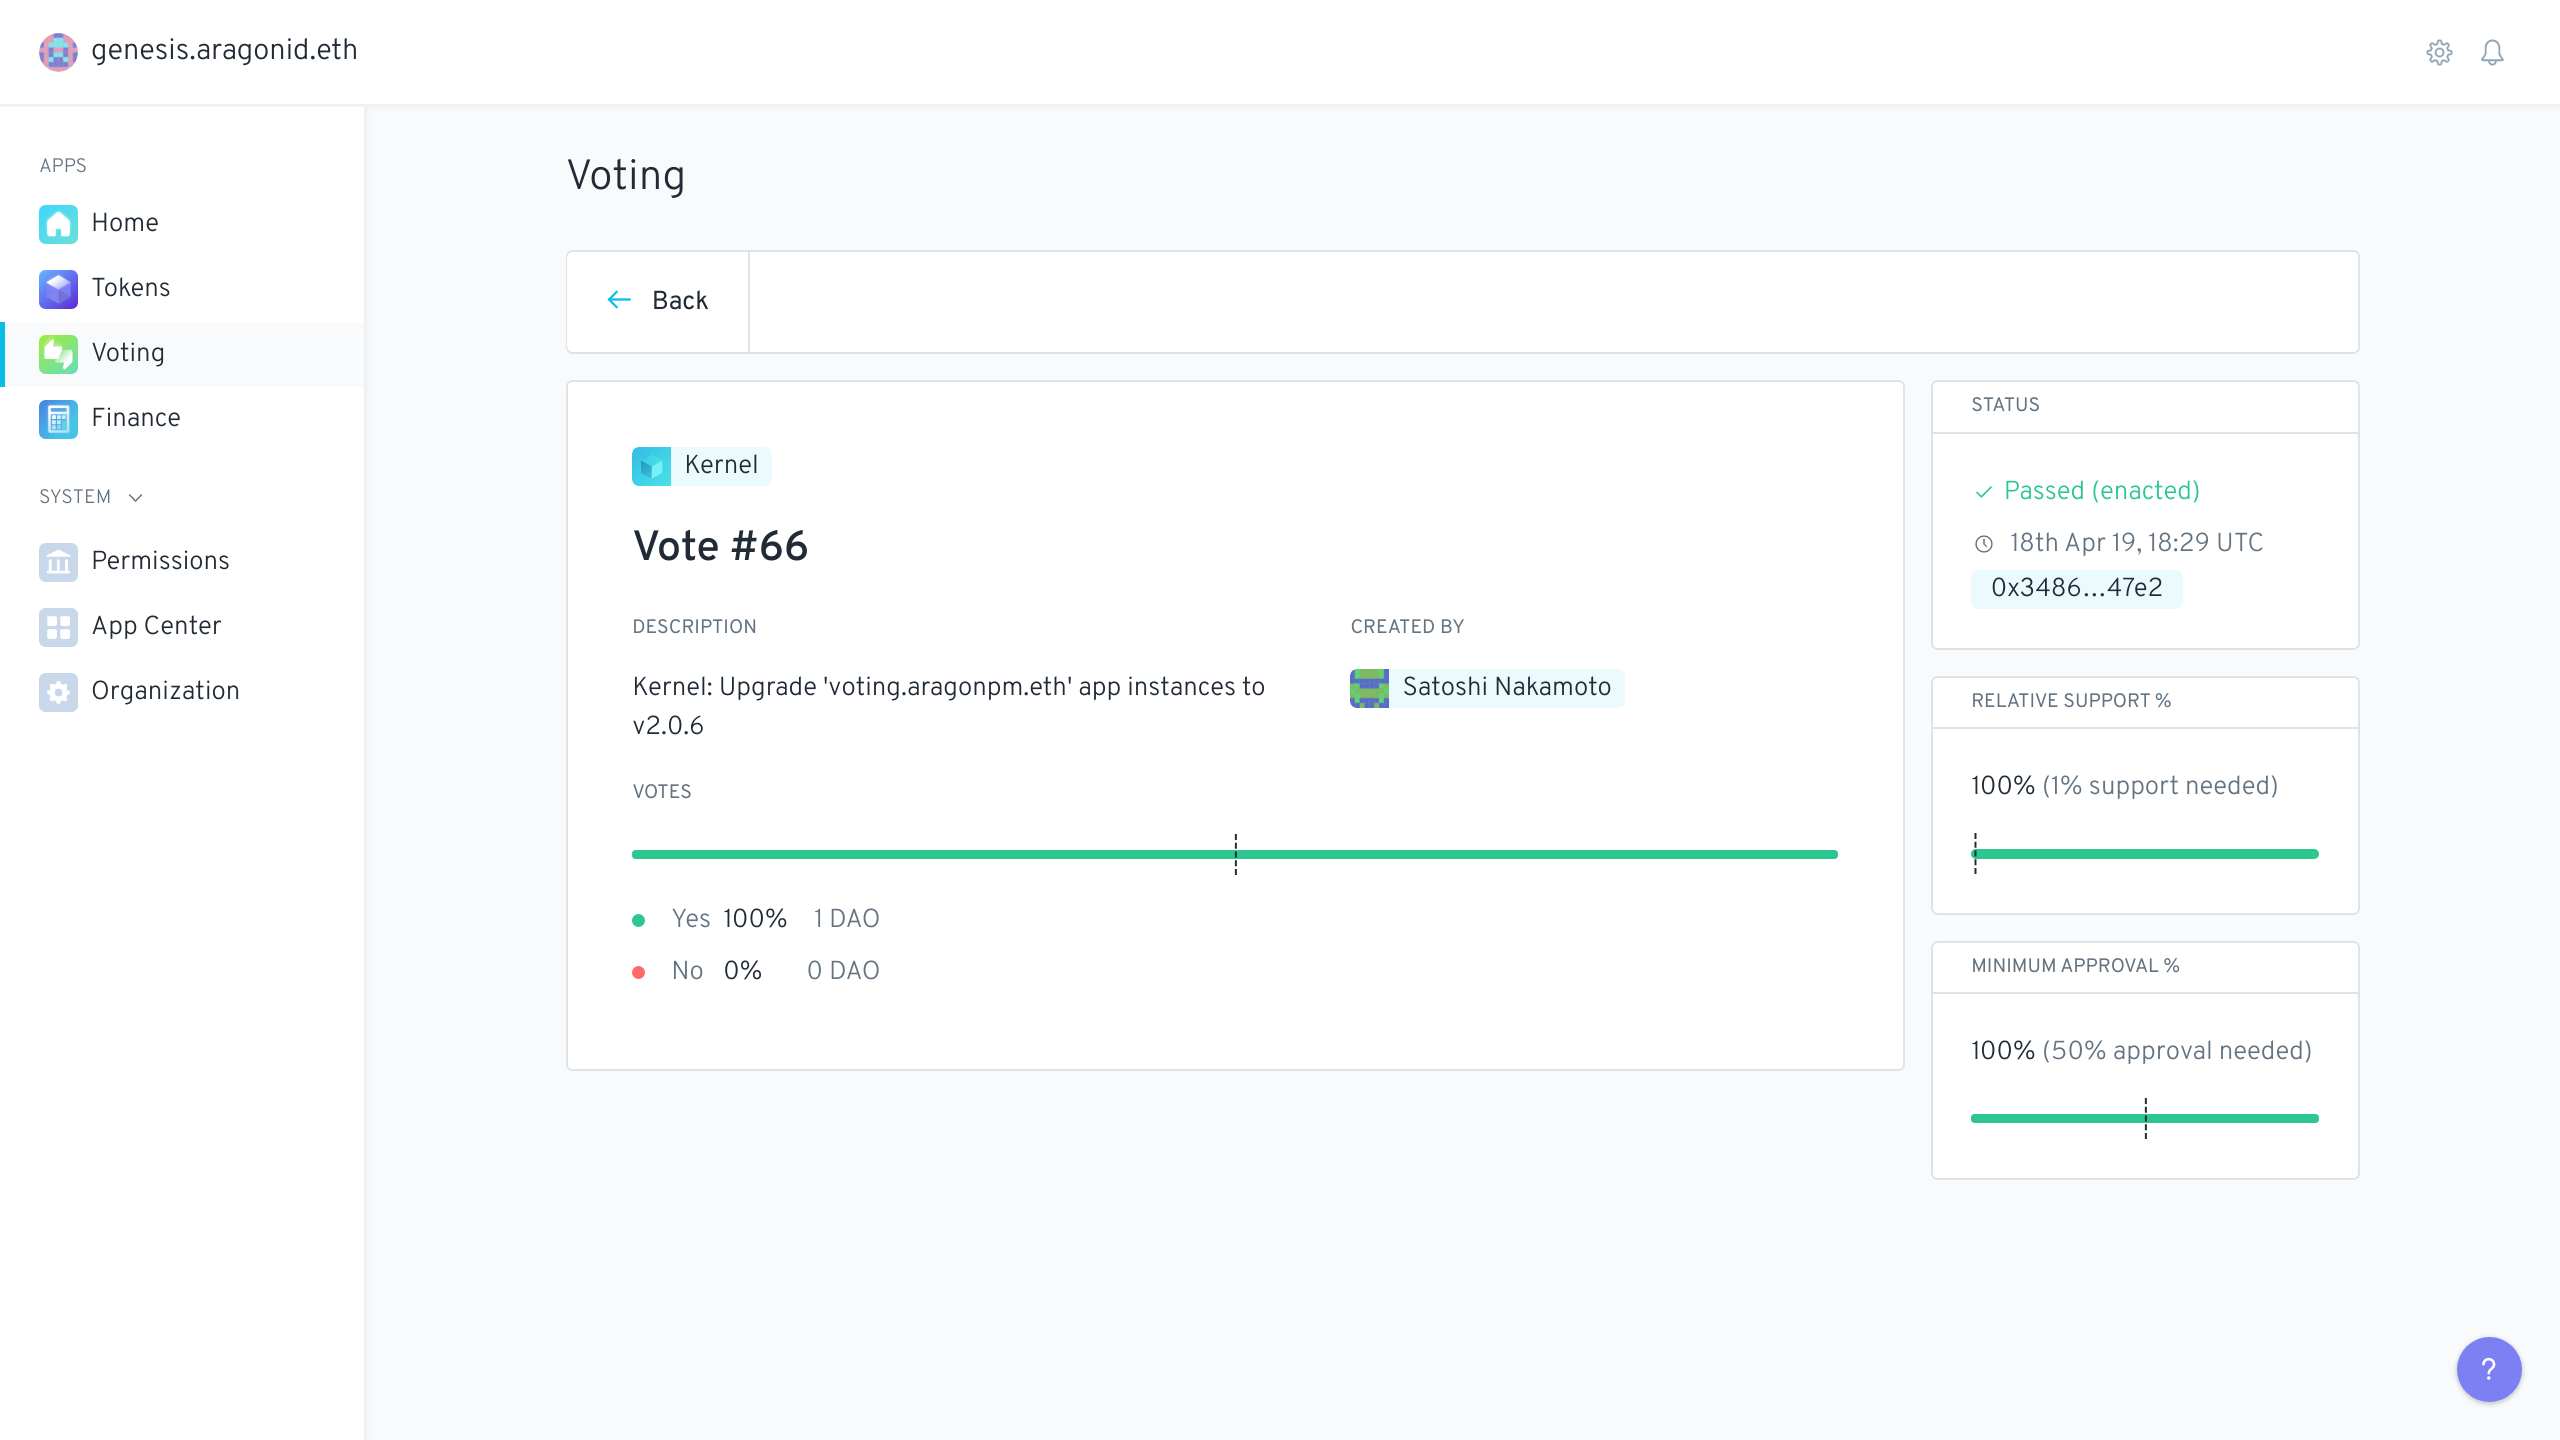 genesis.aragonid.eth
APPS
Home
Tokens
Voting
Finance
SYSTEM
Permissions
App Center
Organization
Voting
Back
Kernel
Vote #66
DESCRIPTION
Kernel: Upgrade 'voting.aragonpm.eth' app instances to
v2.0.6
CREATED BY
Satoshi Nakamoto
VOTES
Yes 100% 1 DAO
No 0% 0 DAO
STATUS
Passed (enacted)
18th Apr 19, 18:29 UTC
0x3486…47e2
RELATIVE SUPPORT %
100% (1% support needed)
MINIMUM APPROVAL %
100% (50% approval needed)
?